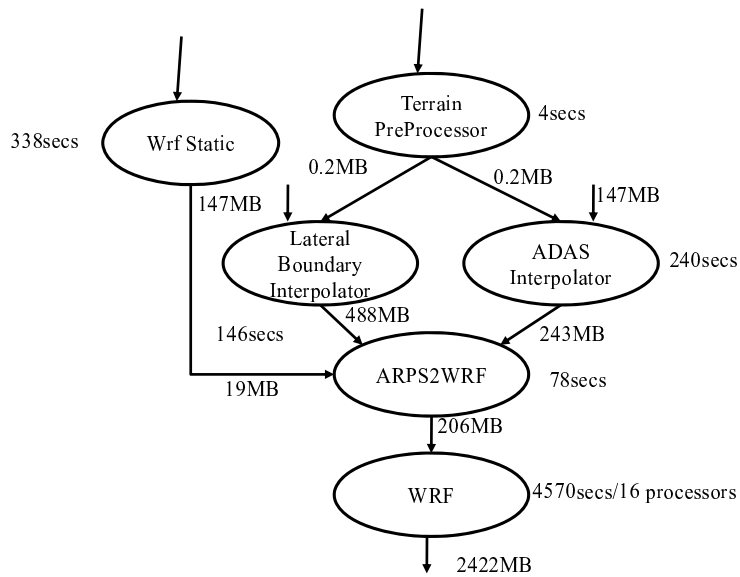 Terrain
PreProcessor
4secs
338secs
Wrf Static
0.2MB
0.2MB
147MB
147MB
Lateral
Boundary
Interpolator
ADAS
Interpolator
240secs
488MB
243MB
146secs
ARPS2WRF
78secs
19MB
206MB
WRF
4570secs/16 processors
2422MB